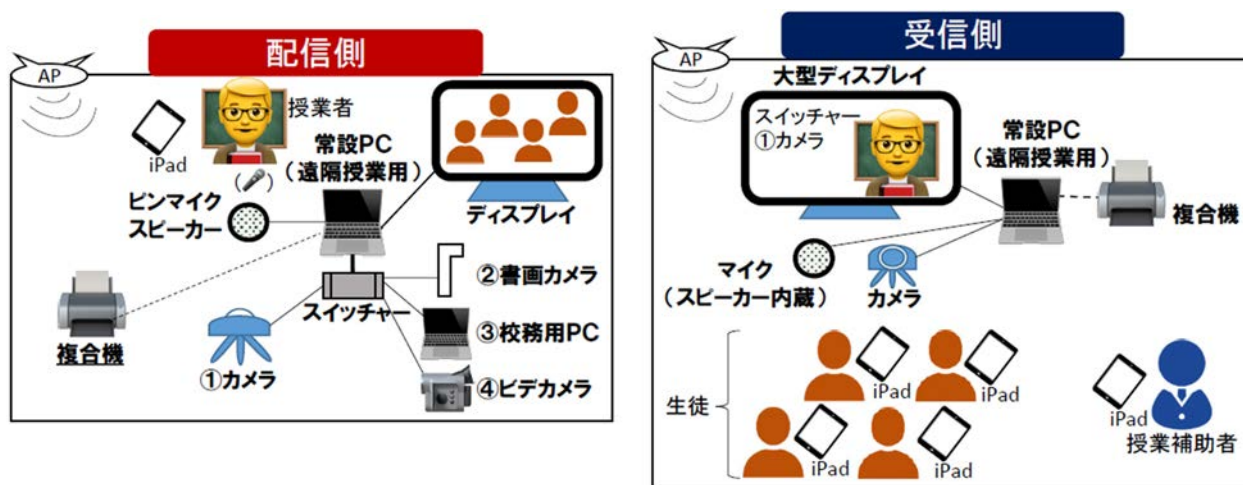 配信側
AP
授業者
iPad
常設PC
(遠隔授業用)
ピンマイク
スピーカー
ディスプレイ
②書画カメラ
スイッチャー
③校務用PC
複合機
①カメラ
④ビデカメラ
受信側
AP
大型ディスプレイ
スイッチャー
①カメラ
常設PC
(遠隔授業用)
複合機
マイク
(スピーカー内蔵)
カメラ
生徒
iPad
iPad
iPad
iPad
iPad
授業補助者